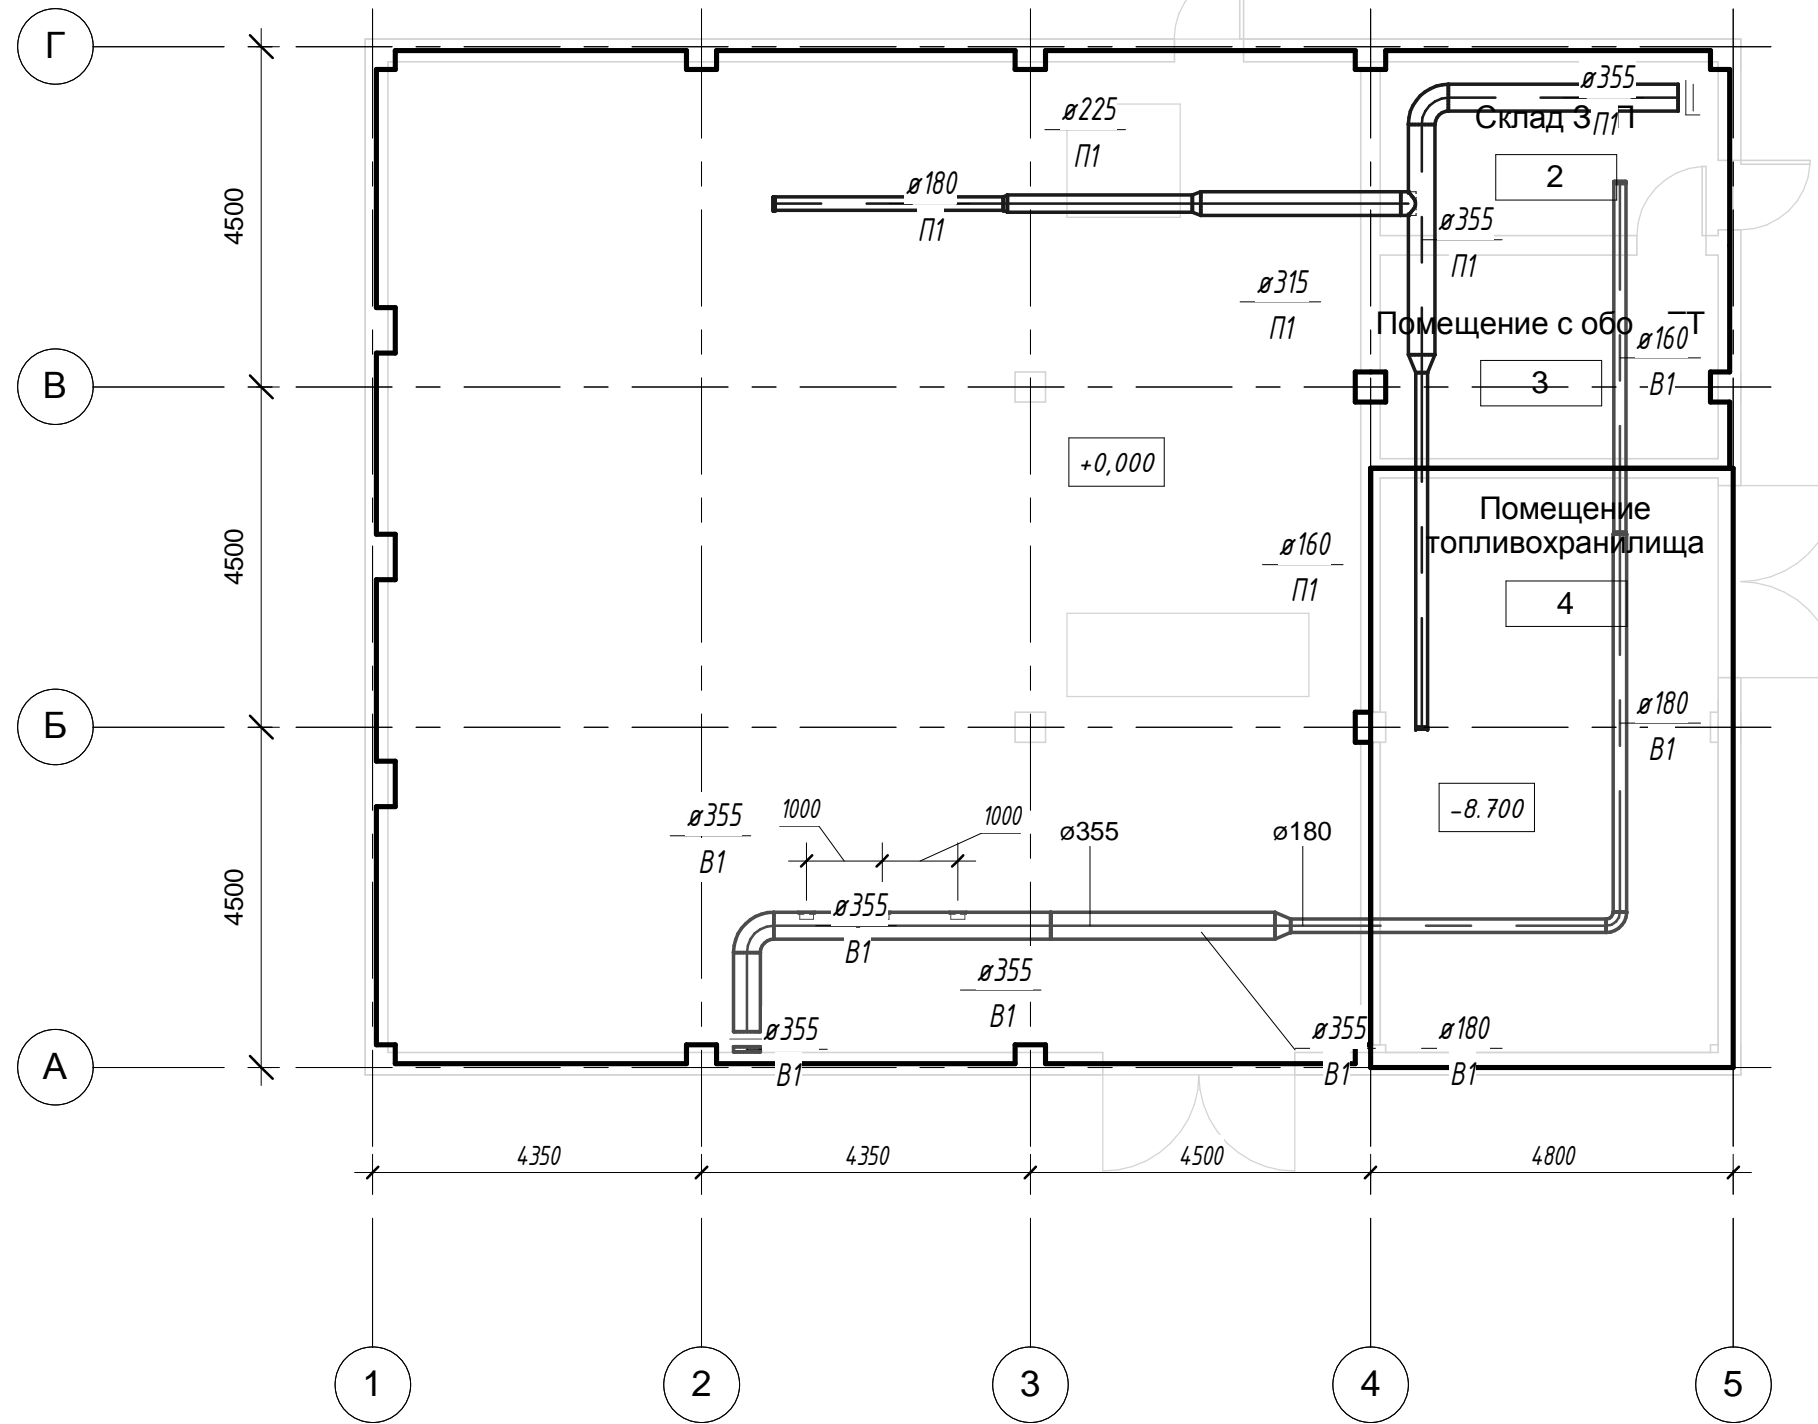 Г
ø355
Склад З П
П1
ø225
П1
2
4500
ø180
П1
ø355
П1
ø315
П1
Помещение с обо Т
ø160
В1
В
3
+0,000
Помещение
топливохранилища
4500
ø160
П1
4
Б
ø180
В1
-8.700
ø355
В1
1000
1000
ø355
ø180
4500
ø355
В1
ø355
В1
ø355
В1
ø355
В1
ø180
В1
А
4350
4350
4500
4800
1
2
3
4
5